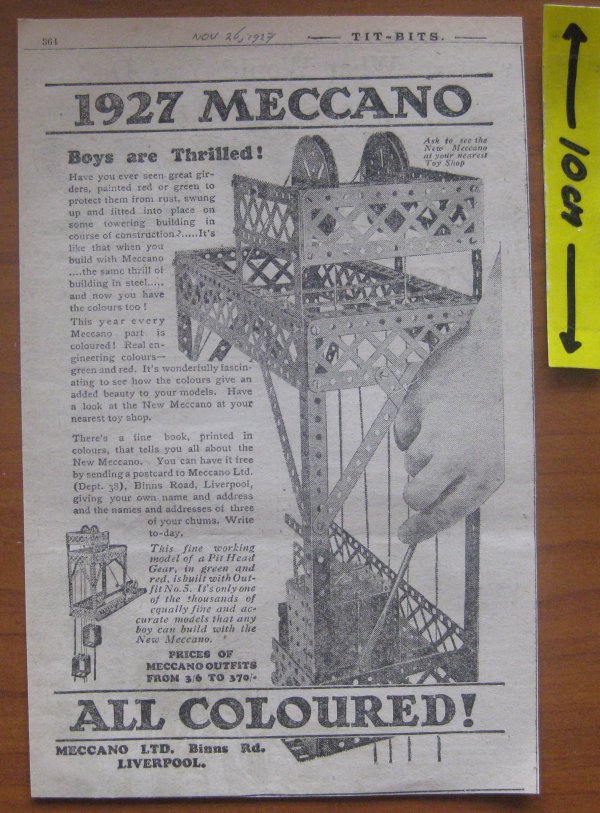 364
NOV 26, 1927
TIT-BITS.
1927 MECCANO
Boys are Thrilled!
Ask to see the
New Meccano
at your nearest
Toy Shop
Have you ever seen great gir-
ders, painted red or green to
protect them from rust, swung
up and fitted into place on
some towering building in
course of construction?.....It's
like that when you
build with Meccano
....the same thrill of
building in steel.....
and now you have
the colours too!
This year every
Meccano part is
coloured! Real en-
gineering colours—
green and red. It's wonderfully fascin-
ating to see how the colours give an
added beauty to your models. Have
a look at the New Meccano at your
nearest toy shop.
There's a fine book, printed in
colours, that tells you all about the
New Meccano. You can have it free
by sending a postcard to Meccano Ltd.
(Dept. 38), Binns Road, Liverpool,
giving your own name and address
and the names and addresses of three
of your chums. Write
to-day.
This fine working
model of a Pit Head
Gear, in green and
red, is built with Out-
fit No. 5. It's only one
of the thousands of
equally fine and ac-
curate models that any
boy can build with the
New Meccano.
PRICES OF
MECCANO OUTFITS
FROM 3/6 TO 370/-
ALL COLOURED!
MECCANO LTD. Binns Rd.
LIVERPOOL.
10cm